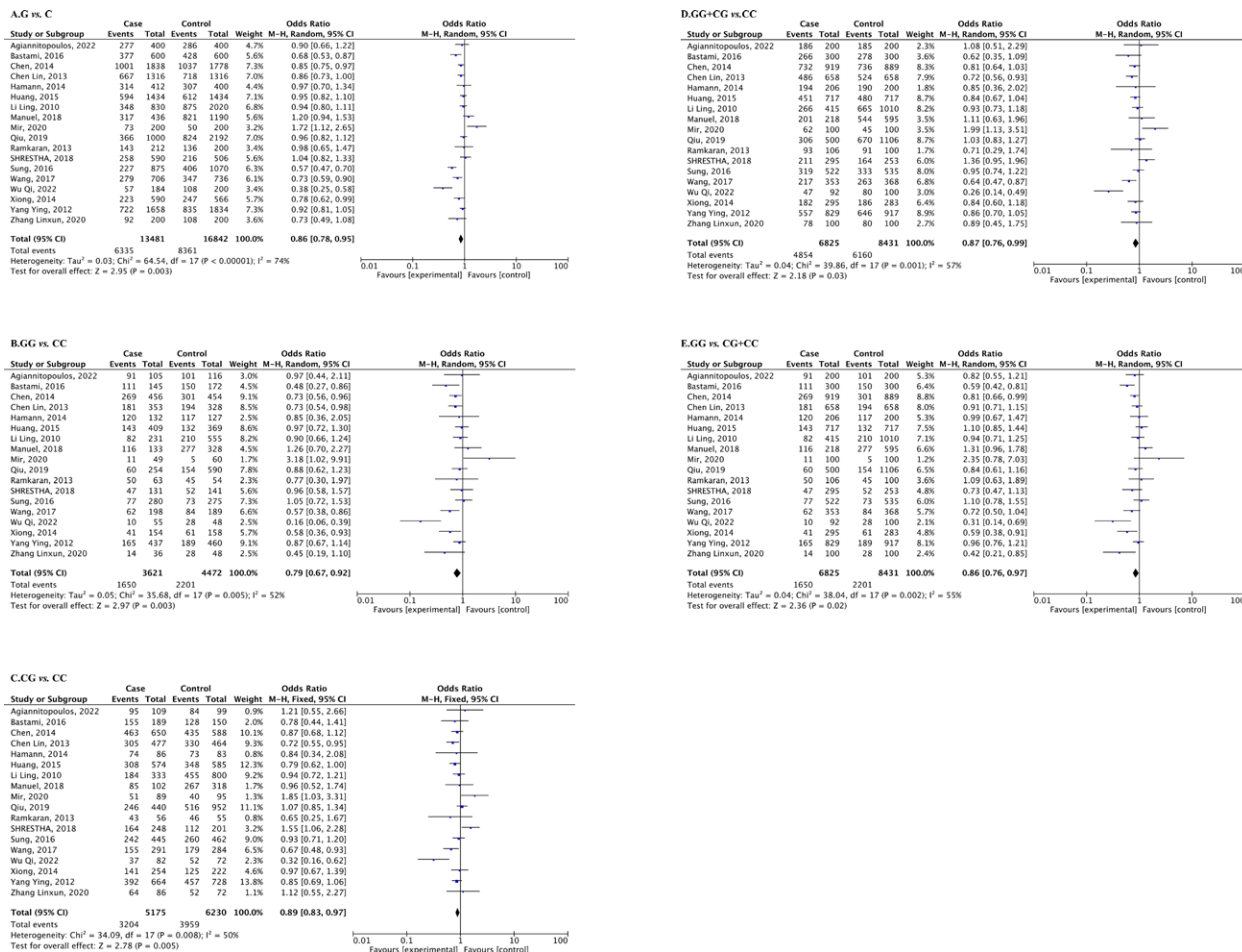 A.G vs. C
Case Control Odds Ratio Odds Ratio
Study or Subgroup Events Total Events Total Weight M-H, Random, 95% CI M-H, Random, 95% CI
Agiannitopoulos, 2022 277 400 286 400 4.7% 0.90 [0.66, 1.22]
Bastami, 2016 377 600 428 600 6.0% 0.68 [0.53, 0.87]
Chen, 2014 1001 1838 1037 1778 7.3% 0.85 [0.75, 0.97]
Chen Lin, 2013 667 1316 718 1316 6.8% 0.86 [0.73, 1.00]
Hamann, 2014 314 412 307 400 4.5% 0.97 [0.70, 1.34]
Huang, 2015 594 1434 612 1434 6.9% 0.95 [0.82, 1.10]
Li Ling, 2010 348 830 875 2020 6.7% 0.94 [0.80, 1.11]
Manuel, 2018 317 436 821 1190 5.9% 1.20 [0.94, 1.53]
Mir, 2020 73 200 50 200 3.3% 1.72 [1.12, 2.65]
Qiu, 2019 366 1000 824 2192 6.9% 0.96 [0.82, 1.12]
Ramkaran, 2013 143 212 136 200 3.4% 0.98 [0.65, 1.47]
SHRESTHA, 2018 258 590 216 506 6.0% 1.04 [0.82, 1.33]
Sung, 2016 227 875 406 1070 6.4% 0.57 [0.47, 0.70]
Wang, 2017 279 706 347 736 6.4% 0.73 [0.59, 0.90]
Wu Qi, 2022 57 184 108 200 3.4% 0.38 [0.25, 0.58]
Xiong, 2014 223 590 247 566 6.1% 0.78 [0.62, 0.99]
Yang Ying, 2012 722 1658 835 1834 7.2% 0.92 [0.81, 1.05]
Zhang Linxun, 2020 92 200 108 200 3.7% 0.73 [0.49, 1.08]
Total (95% CI) 13481 16842 100.0% 0.86 [0.78, 0.95]
Total events 6335 8361
Heterogeneity: Tau² = 0.03; Chi² = 64.54, df = 17 (P < 0.00001); I² = 74%
Test for overall effect: Z = 2.95 (P = 0.003)
0.01 0.1 1 10 100
Favours [experimental] Favours [control]
D.GG+CG vs.CC
Case Control Odds Ratio Odds Ratio
Study or Subgroup Events Total Events Total Weight M-H, Random, 95% CI M-H, Random, 95% CI
Agiannitopoulos, 2022 186 200 185 200 2.3% 1.08 [0.51, 2.29]
Bastami, 2016 266 300 278 300 3.7% 0.62 [0.35, 1.09]
Chen, 2014 732 919 736 889 9.2% 0.81 [0.64, 1.03]
Chen Lin, 2013 486 658 524 658 8.7% 0.72 [0.56, 0.93]
Hamann, 2014 194 206 190 200 1.8% 0.85 [0.36, 2.02]
Huang, 2015 451 717 480 717 9.7% 0.84 [0.67, 1.04]
Li Ling, 2010 266 415 665 1010 9.1% 0.93 [0.73, 1.18]
Manuel, 2018 201 218 544 595 3.8% 1.11 [0.63, 1.96]
Mir, 2020 62 100 45 100 3.8% 1.99 [1.13, 3.51]
Qiu, 2019 306 500 670 1106 9.8% 1.03 [0.83, 1.27]
Ramkaran, 2013 93 106 91 100 1.7% 0.71 [0.29, 1.74]
SHRESTHA, 2018 211 295 164 253 6.2% 1.36 [0.95, 1.96]
Sung, 2016 319 522 333 535 8.8% 0.95 [0.74, 1.22]
Wang, 2017 217 353 263 368 7.2% 0.64 [0.47, 0.87]
Wu Qi, 2022 47 92 80 100 3.2% 0.26 [0.14, 0.49]
Xiong, 2014 182 295 186 283 6.6% 0.84 [0.60, 1.18]
Yang Ying, 2012 557 829 646 917 9.9% 0.86 [0.70, 1.05]
Zhang Linxun, 2020 78 100 80 100 2.7% 0.89 [0.45, 1.75]
Total (95% CI) 6825 8431 100.0% 0.87 [0.76, 0.99]
Total events 4854 6160
Heterogeneity: Tau² = 0.04; Chi² = 39.86, df = 17 (P = 0.001); I² = 57%
Test for overall effect: Z = 2.18 (P = 0.03)
0.01 0.1 1 10 100
Favours [experimental] Favours [control]
B.GG vs. CC
Case Control Odds Ratio Odds Ratio
Study or Subgroup Events Total Events Total Weight M-H, Random, 95% CI M-H, Random, 95% CI
Agiannitopoulos, 2022 91 105 101 116 3.0% 0.97 [0.44, 2.11]
Bastami, 2016 111 145 150 172 4.5% 0.48 [0.27, 0.86]
Chen, 2014 269 456 301 454 9.4% 0.73 [0.56, 0.96]
Chen Lin, 2013 181 353 194 328 8.7% 0.73 [0.54, 0.98]
Hamann, 2014 120 132 117 127 2.5% 0.85 [0.36, 2.05]
Huang, 2015 143 409 132 369 8.8% 0.97 [0.72, 1.30]
Li Ling, 2010 82 231 210 555 8.2% 0.90 [0.66, 1.24]
Manuel, 2018 116 133 277 328 4.4% 1.26 [0.70, 2.27]
Mir, 2020 11 49 5 60 1.7% 3.18 [1.02, 9.91]
Qiu, 2019 60 254 154 590 7.7% 0.88 [0.62, 1.23]
Ramkaran, 2013 50 63 45 54 2.2% 0.77 [0.30, 1.97]
SHRESTHA, 2018 47 131 52 141 5.5% 0.96 [0.58, 1.57]
Sung, 2016 77 280 73 275 7.1% 1.05 [0.72, 1.53]
Wang, 2017 62 198 84 189 6.5% 0.57 [0.38, 0.86]
Wu Qi, 2022 10 55 28 48 2.3% 0.16 [0.06, 0.39]
Xiong, 2014 41 154 61 158 5.7% 0.58 [0.36, 0.93]
Yang Ying, 2012 165 437 189 460 9.1% 0.87 [0.67, 1.14]
Zhang Linxun, 2020 14 36 28 48 2.4% 0.45 [0.19, 1.10]
Total (95% CI) 3621 4472 100.0% 0.79 [0.67, 0.92]
Total events 1650 2201
Heterogeneity: Tau² = 0.05; Chi² = 35.68, df = 17 (P = 0.005); I² = 52%
Test for overall effect: Z = 2.97 (P = 0.003)
0.01 0.1 1 10 100
Favours [experimental] Favours [control]
E.GG vs. CG+CC
Case Control Odds Ratio Odds Ratio
Study or Subgroup Events Total Events Total Weight M-H, Random, 95% CI M-H, Random, 95% CI
Agiannitopoulos, 2022 91 200 101 200 5.3% 0.82 [0.55, 1.21]
Bastami, 2016 111 300 150 300 6.4% 0.59 [0.42, 0.81]
Chen, 2014 269 919 301 889 9.4% 0.81 [0.66, 0.99]
Chen Lin, 2013 181 658 194 658 8.3% 0.91 [0.71, 1.15]
Hamann, 2014 120 206 117 200 5.3% 0.99 [0.67, 1.47]
Huang, 2015 143 717 132 717 7.8% 1.10 [0.85, 1.44]
Li Ling, 2010 82 415 210 1010 7.4% 0.94 [0.71, 1.25]
Manuel, 2018 116 218 277 595 6.7% 1.31 [0.96, 1.78]
Mir, 2020 11 100 5 100 1.2% 2.35 [0.78, 7.03]
Qiu, 2019 60 500 154 1106 6.5% 0.84 [0.61, 1.16]
Ramkaran, 2013 50 106 45 100 3.2% 1.09 [0.63, 1.89]
SHRESTHA, 2018 47 295 52 253 4.8% 0.73 [0.47, 1.13]
Sung, 2016 77 522 73 535 6.1% 1.10 [0.78, 1.55]
Wang, 2017 62 353 84 368 5.8% 0.72 [0.50, 1.04]
Wu Qi, 2022 10 92 28 100 2.1% 0.31 [0.14, 0.69]
Xiong, 2014 41 295 61 283 4.9% 0.59 [0.38, 0.91]
Yang Ying, 2012 165 829 189 917 8.5% 0.96 [0.76, 1.21]
Zhang Linxun, 2020 14 100 28 100 2.4% 0.42 [0.21, 0.85]
Total (95% CI) 6825 8431 100.0% 0.86 [0.76, 0.97]
Total events 1650 2201
Heterogeneity: Tau² = 0.04; Chi² = 38.04, df = 17 (P = 0.002); I² = 55%
Test for overall effect: Z = 2.36 (P = 0.02)
0.01 0.1 1 10 100
Favours [experimental] Favours [control]
C.CG vs. CC
Case Control Odds Ratio Odds Ratio
Study or Subgroup Events Total Events Total Weight M-H, Fixed, 95% CI M-H, Fixed, 95% CI
Agiannitopoulos, 2022 95 109 84 99 0.9% 1.21 [0.55, 2.66]
Bastami, 2016 155 189 128 150 2.0% 0.78 [0.44, 1.41]
Chen, 2014 463 650 435 588 10.1% 0.87 [0.68, 1.12]
Chen Lin, 2013 305 477 330 464 9.3% 0.72 [0.55, 0.95]
Hamann, 2014 74 86 73 83 0.8% 0.84 [0.34, 2.08]
Huang, 2015 308 574 348 585 12.3% 0.79 [0.62, 1.00]
Li Ling, 2010 184 333 455 800 9.2% 0.94 [0.72, 1.21]
Manuel, 2018 85 102 267 318 1.7% 0.96 [0.52, 1.74]
Mir, 2020 51 89 40 95 1.2% 1.85 [1.03, 3.31]
Qiu, 2019 246 440 516 952 11.1% 1.07 [0.85, 1.34]
Ramkaran, 2013 43 56 46 55 0.8% 0.65 [0.25, 1.67]
SHRESTHA, 2018 164 248 112 201 3.2% 1.55 [1.06, 2.28]
Sung, 2016 242 445 260 462 8.9% 0.93 [0.71, 1.20]
Wang, 2017 155 291 179 284 6.5% 0.67 [0.48, 0.93]
Wu Qi, 2022 37 82 52 72 2.3% 0.32 [0.16, 0.62]
Xiong, 2014 141 254 125 222 4.5% 0.97 [0.67, 1.39]
Yang Ying, 2012 392 664 457 728 13.8% 0.85 [0.69, 1.06]
Zhang Linxun, 2020 64 86 52 72 1.1% 1.12 [0.55, 2.27]
Total (95% CI) 5175 6230 100.0% 0.89 [0.83, 0.97]
Total events 3204 3959
Heterogeneity: Chi² = 34.09, df = 17 (P = 0.008); I² = 50%
Test for overall effect: Z = 2.78 (P = 0.005)
0.01 0.1 1 10 100
Favours [experimental] Favours [control]